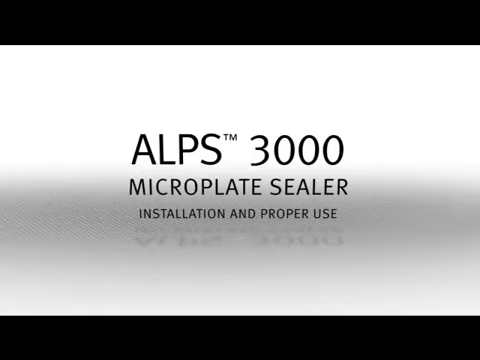 ALPS™ 3000
MICROPLATE SEALER
INSTALLATION AND PROPER USE